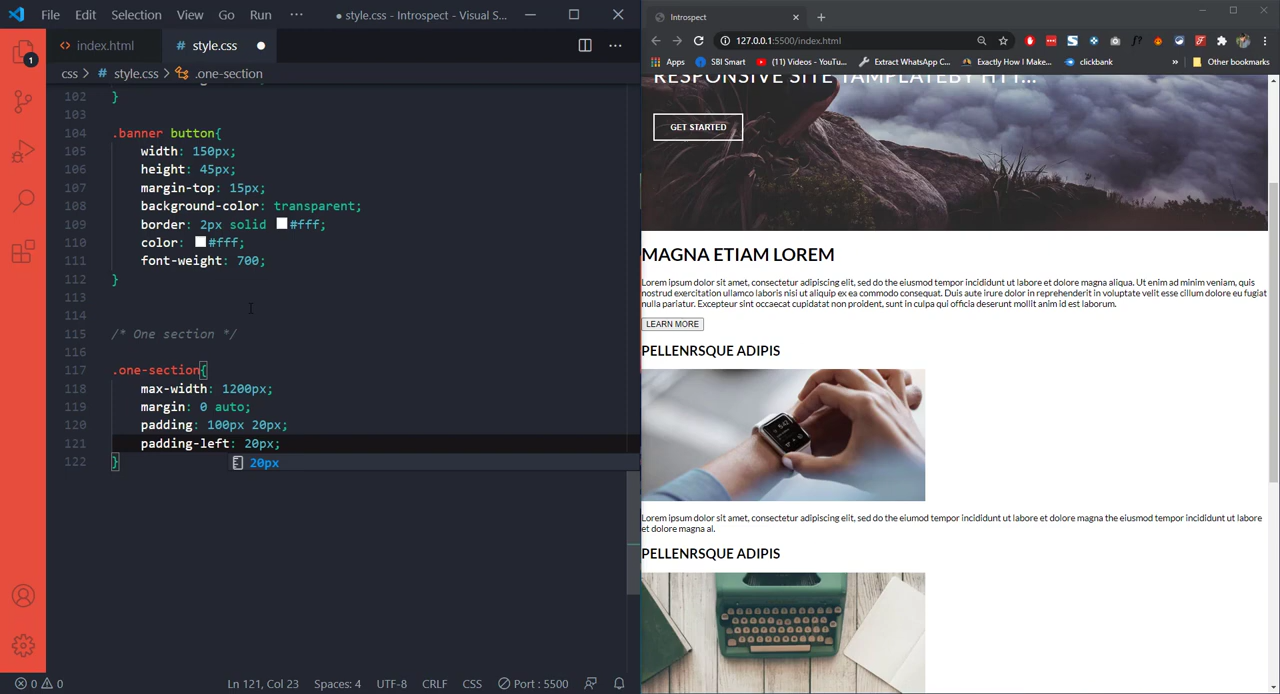 File Edit Selection View Go Run ··· ● style.css - Introspect - Visual S...
index.html # style.css ●
css > # style.css > .one-section
102 }
103
104 .banner button{
105 width: 150px;
106 height: 45px;
107 margin-top: 15px;
108 background-color: transparent;
109 border: 2px solid #fff;
110 color: #fff;
111 font-weight: 700;
112 }
113
114
115 /* One section */
116
117 .one-section{
118 max-width: 1200px;
119 margin: 0 auto;
120 padding: 100px 20px;
121 padding-left: 20px;
122 }
20px
1
0 0 Ln 121, Col 23 Spaces: 4 UTF-8 CRLF CSS Port : 5500
Introspect
127.0.0.1:5500/index.html
Apps SBI Smart (11) Videos - YouTu... Extract WhatsApp C... Exactly How I Make... clickbank » Other bookmarks
RESPONSIVE SITE TAMPLATEBY HT...
GET STARTED
MAGNA ETIAM LOREM
Lorem ipsum dolor sit amet, consectetur adipiscing elit, sed do the eiusmod tempor incididunt ut labore et dolore magna aliqua. Ut enim ad minim veniam, quis
nostrud exercitation ullamco laboris nisi ut aliquip ex ea commodo consequat. Duis aute irure dolor in reprehenderit in voluptate velit esse cillum dolore eu fugiat
nulla pariatur. Excepteur sint occaecat cupidatat non proident, sunt in culpa qui officia deserunt mollit anim id est laborum.
LEARN MORE
PELLENRSQUE ADIPIS
Lorem ipsum dolor sit amet, consectetur adipiscing elit, sed do the eiumod tempor incididunt ut labore et dolore magna the eiusmod tempor incididunt ut labore
et dolore magna al.
PELLENRSQUE ADIPIS